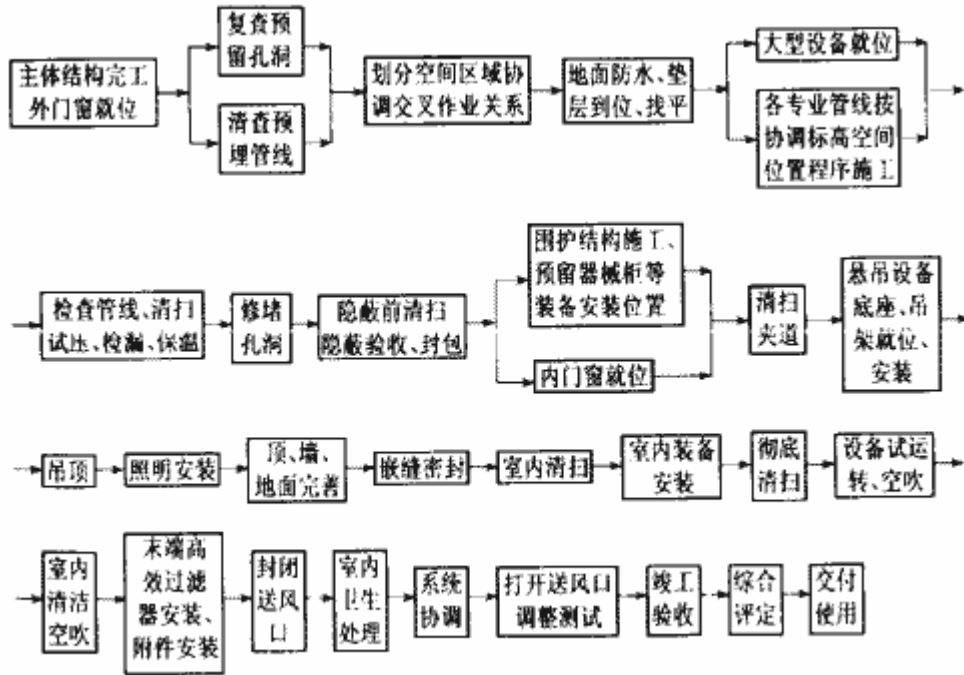 主体结构完工
外门窗就位
复查预
留孔洞
清查预
埋管线
划分空间区域协
调交叉作业关系
地面防水、垫
层到位、找平
大型设备就位
各专业管线按
协调标高空间
位置程序施工
检查管线、清扫
试压、检漏、保温
修堵
孔洞
隐蔽前清扫
隐蔽验收、封包
围护结构施工、
预留器械柜等
装备安装位置
内门窗就位
清扫
夹道
悬吊设备
底座、吊
架就位、
安装
吊顶
照明安装
顶、墙、
地面完善
嵌缝密封
室内清扫
室内装备
安装
彻底
清扫
设备试运
转、空吹
室内
清洁
空吹
末端高
效过滤
器安装、
附件安装
封闭
送风
口
室内
卫生
处理
系统
协调
打开送风口
调整测试
竣工
验收
综合
评定
交付
使用